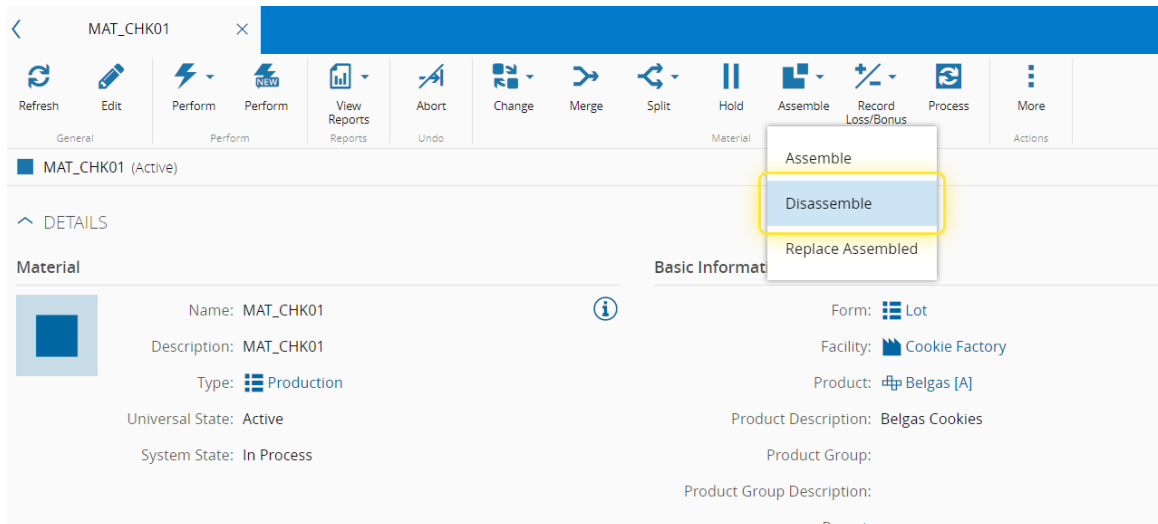 MAT_CHK01
Refresh Edit Perform Perform View Reports Abort Change Merge Split Hold Assemble Record Loss/Bonus Process More
NEW
General Perform Reports Undo Material Actions
MAT_CHK01 (Active)
Assemble
Disassemble
Replace Assembled
DETAILS
Material
Name: MAT_CHK01
Description: MAT_CHK01
Type: Production
Universal State: Active
System State: In Process
Basic Informat
Form: Lot
Facility: Cookie Factory
Product: Belgas [A]
Product Description: Belgas Cookies
Product Group:
Product Group Description: